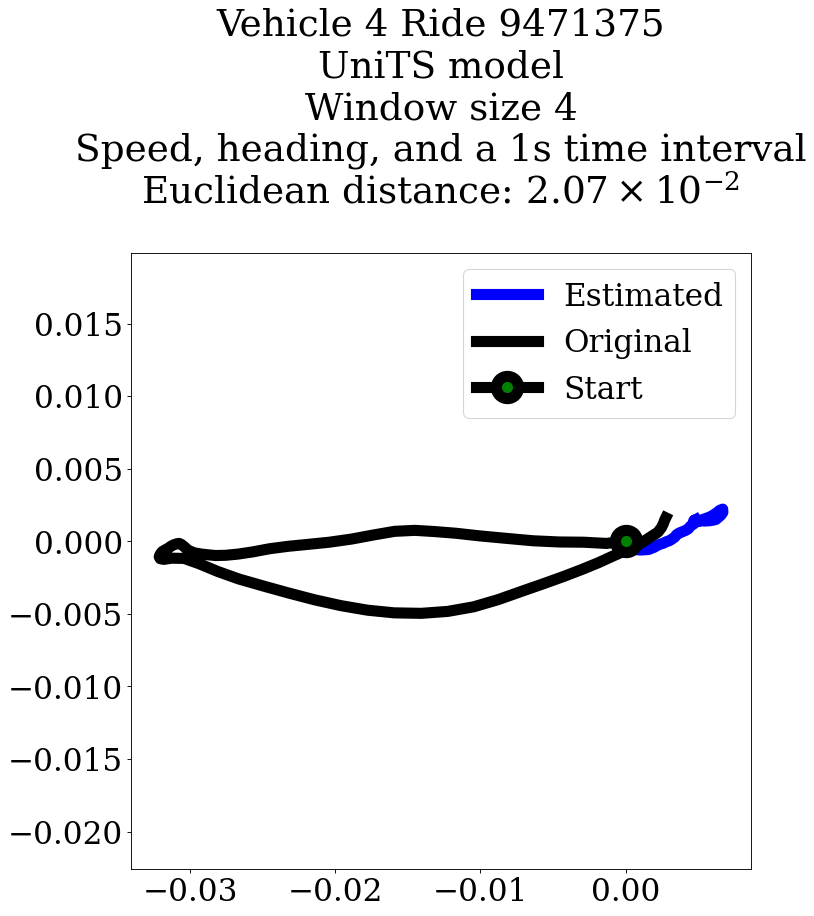 Vehicle 4 Ride 9471375
UniTS model
Window size 4
Speed, heading, and a 1s time interval
Euclidean distance: 2.07 × 10⁻²
Estimated
Original
Start
0.015
0.010
0.005
0.000
−0.005
−0.010
−0.015
−0.020
−0.03 −0.02 −0.01 0.00